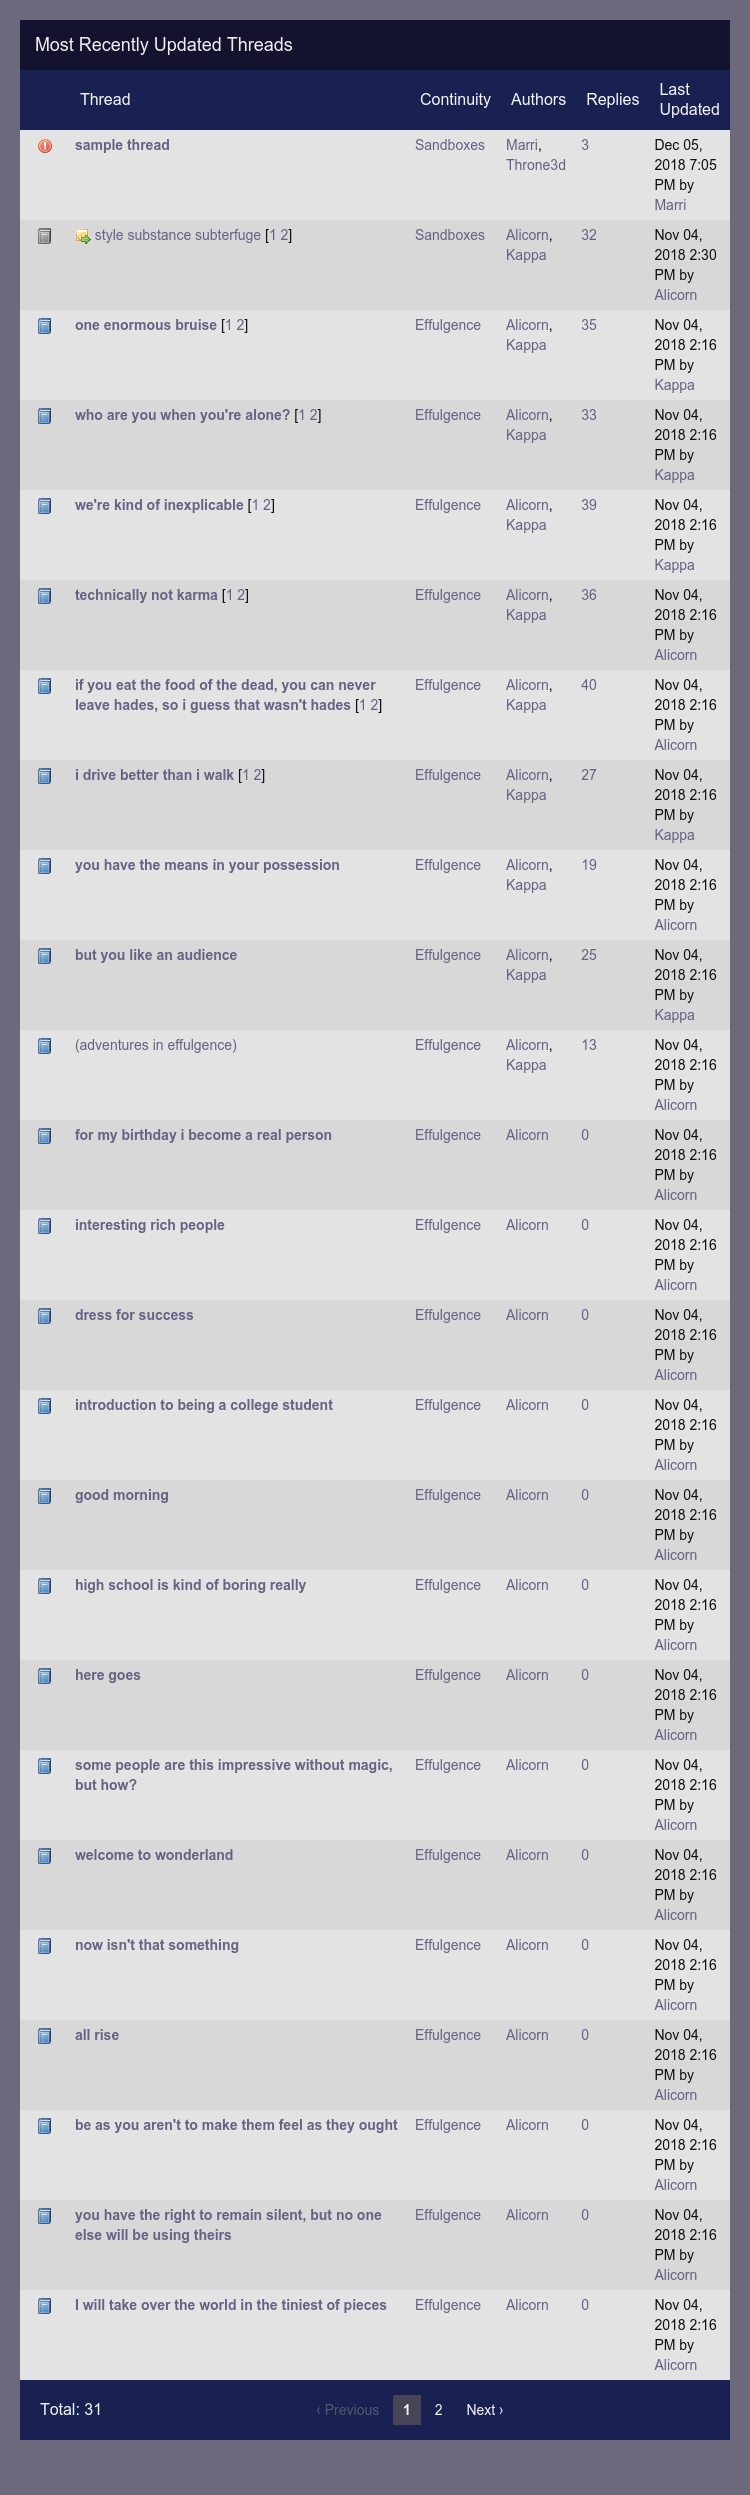 Most Recently Updated Threads
Thread Continuity Authors Replies Last Updated
sample thread Sandboxes Marri, Throne3d 3 Dec 05, 2018 7:05 PM by Marri
style substance subterfuge [1 2] Sandboxes Alicorn, Kappa 32 Nov 04, 2018 2:30 PM by Alicorn
one enormous bruise [1 2] Effulgence Alicorn, Kappa 35 Nov 04, 2018 2:16 PM by Kappa
who are you when you're alone? [1 2] Effulgence Alicorn, Kappa 33 Nov 04, 2018 2:16 PM by Kappa
we're kind of inexplicable [1 2] Effulgence Alicorn, Kappa 39 Nov 04, 2018 2:16 PM by Kappa
technically not karma [1 2] Effulgence Alicorn, Kappa 36 Nov 04, 2018 2:16 PM by Alicorn
if you eat the food of the dead, you can never leave hades, so i guess that wasn't hades [1 2] Effulgence Alicorn, Kappa 40 Nov 04, 2018 2:16 PM by Alicorn
i drive better than i walk [1 2] Effulgence Alicorn, Kappa 27 Nov 04, 2018 2:16 PM by Kappa
you have the means in your possession Effulgence Alicorn, Kappa 19 Nov 04, 2018 2:16 PM by Alicorn
but you like an audience Effulgence Alicorn, Kappa 25 Nov 04, 2018 2:16 PM by Kappa
(adventures in effulgence) Effulgence Alicorn, Kappa 13 Nov 04, 2018 2:16 PM by Alicorn
for my birthday i become a real person Effulgence Alicorn 0 Nov 04, 2018 2:16 PM by Alicorn
interesting rich people Effulgence Alicorn 0 Nov 04, 2018 2:16 PM by Alicorn
dress for success Effulgence Alicorn 0 Nov 04, 2018 2:16 PM by Alicorn
introduction to being a college student Effulgence Alicorn 0 Nov 04, 2018 2:16 PM by Alicorn
good morning Effulgence Alicorn 0 Nov 04, 2018 2:16 PM by Alicorn
high school is kind of boring really Effulgence Alicorn 0 Nov 04, 2018 2:16 PM by Alicorn
here goes Effulgence Alicorn 0 Nov 04, 2018 2:16 PM by Alicorn
some people are this impressive without magic, but how? Effulgence Alicorn 0 Nov 04, 2018 2:16 PM by Alicorn
welcome to wonderland Effulgence Alicorn 0 Nov 04, 2018 2:16 PM by Alicorn
now isn't that something Effulgence Alicorn 0 Nov 04, 2018 2:16 PM by Alicorn
all rise Effulgence Alicorn 0 Nov 04, 2018 2:16 PM by Alicorn
be as you aren't to make them feel as they ought Effulgence Alicorn 0 Nov 04, 2018 2:16 PM by Alicorn
you have the right to remain silent, but no one else will be using theirs Effulgence Alicorn 0 Nov 04, 2018 2:16 PM by Alicorn
I will take over the world in the tiniest of pieces Effulgence Alicorn 0 Nov 04, 2018 2:16 PM by Alicorn
Total: 31 ‹ Previous 1 2 Next ›